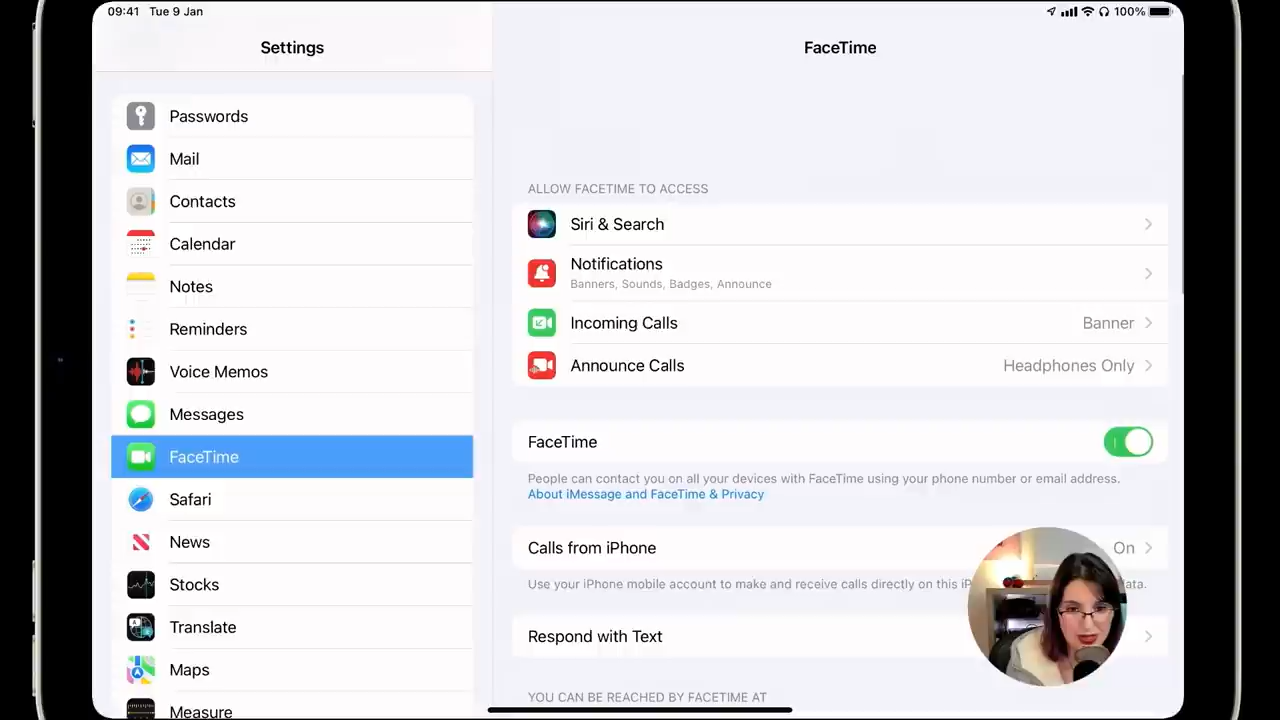 09:41 Tue 9 Jan
100%
Settings
FaceTime
Passwords
Mail
Contacts
Calendar
Notes
Reminders
Voice Memos
Messages
FaceTime
Safari
News
Stocks
Translate
Maps
Measure
ALLOW FACETIME TO ACCESS
Siri & Search
Notifications
Banners, Sounds, Badges, Announce
Incoming Calls
Banner
Announce Calls
Headphones Only
FaceTime
People can contact you on all your devices with FaceTime using your phone number or email address.
About iMessage and FaceTime & Privacy
Calls from iPhone
On
Use your iPhone mobile account to make and receive calls directly on this
Respond with Text
YOU CAN BE REACHED BY FACETIME AT